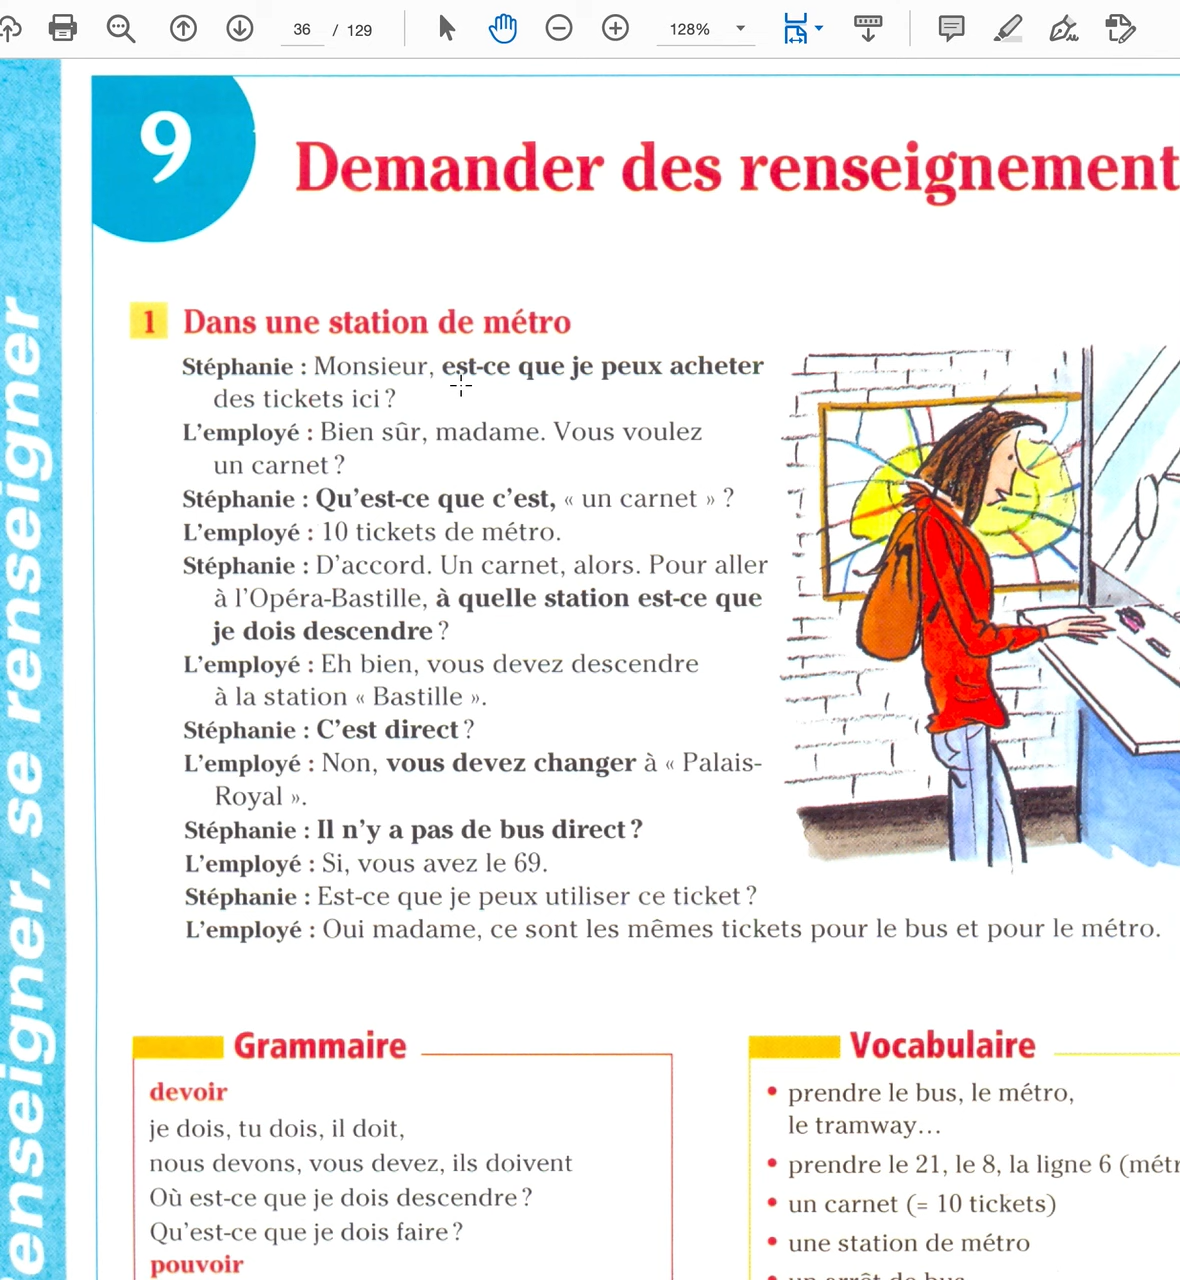 36 / 129
128%
9
Demander des renseignement
1 Dans une station de métro
Stéphanie : Monsieur, est-ce que je peux acheter
des tickets ici ?
L'employé : Bien sûr, madame. Vous voulez
un carnet ?
Stéphanie : Qu'est-ce que c'est, « un carnet » ?
L'employé : 10 tickets de métro.
Stéphanie : D'accord. Un carnet, alors. Pour aller
à l'Opéra-Bastille, à quelle station est-ce que
je dois descendre ?
L'employé : Eh bien, vous devez descendre
à la station « Bastille ».
Stéphanie : C'est direct ?
L'employé : Non, vous devez changer à « Palais-
Royal ».
Stéphanie : Il n'y a pas de bus direct ?
L'employé : Si, vous avez le 69.
Stéphanie : Est-ce que je peux utiliser ce ticket ?
L'employé : Oui madame, ce sont les mêmes tickets pour le bus et pour le métro.
enseigner, se renseigner
Grammaire
devoir
je dois, tu dois, il doit,
nous devons, vous devez, ils doivent
Où est-ce que je dois descendre ?
Qu'est-ce que je dois faire ?
pouvoir
Vocabulaire
• prendre le bus, le métro,
le tramway...
• prendre le 21, le 8, la ligne 6 (métr
• un carnet (= 10 tickets)
• une station de métro
• un arrêt de bus